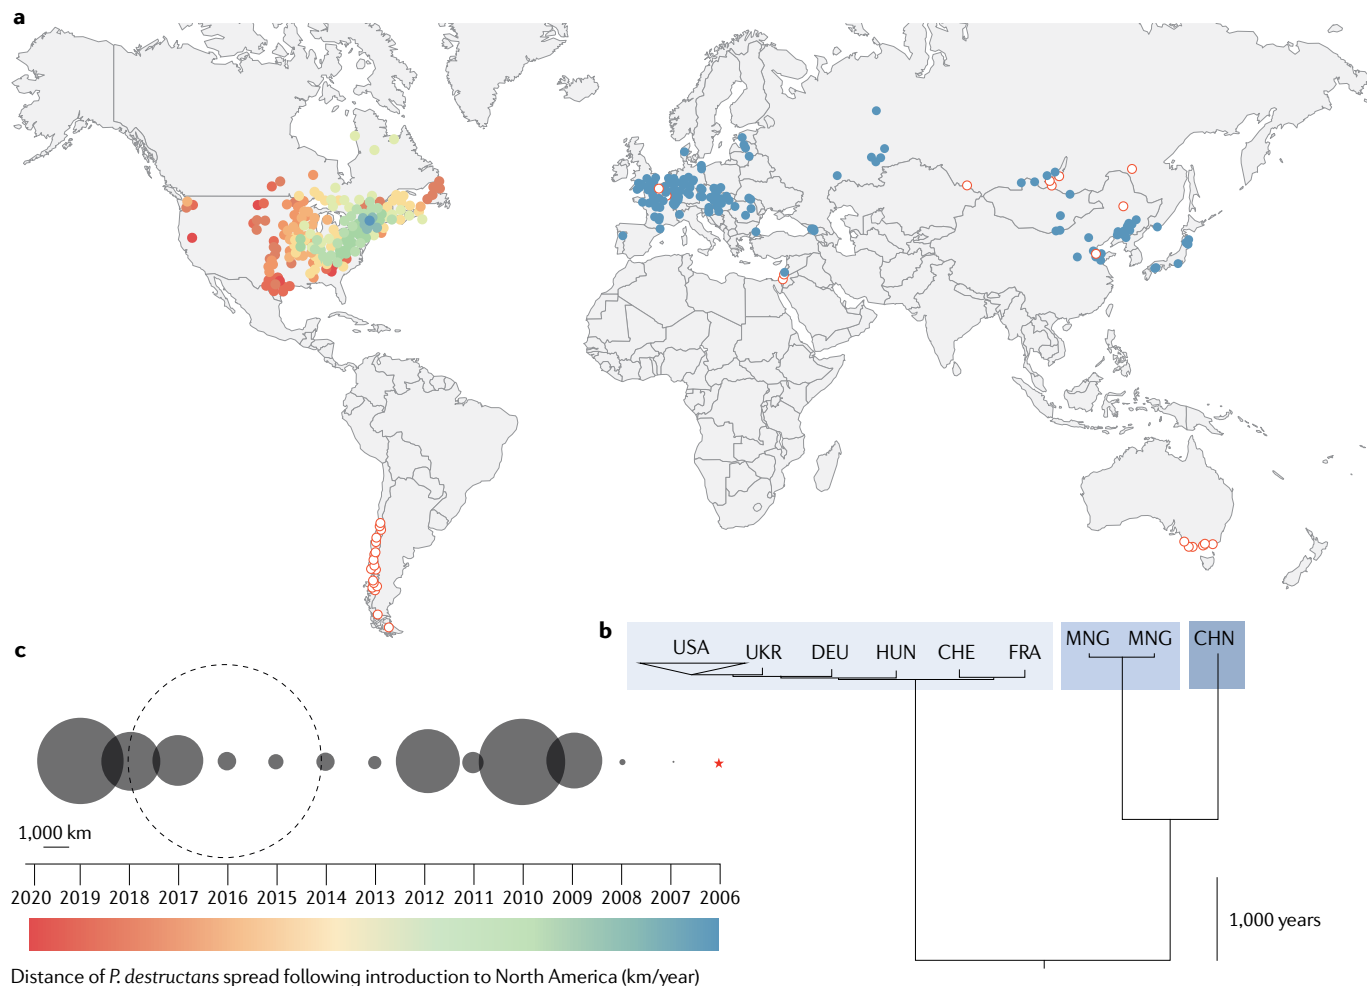 a
b
USA UKR DEU HUN CHE FRA MNG MNG CHN
c
1,000 km
1,000 years
2020 2019 2018 2017 2016 2015 2014 2013 2012 2011 2010 2009 2008 2007 2006
Distance of P. destructans spread following introduction to North America (km/year)